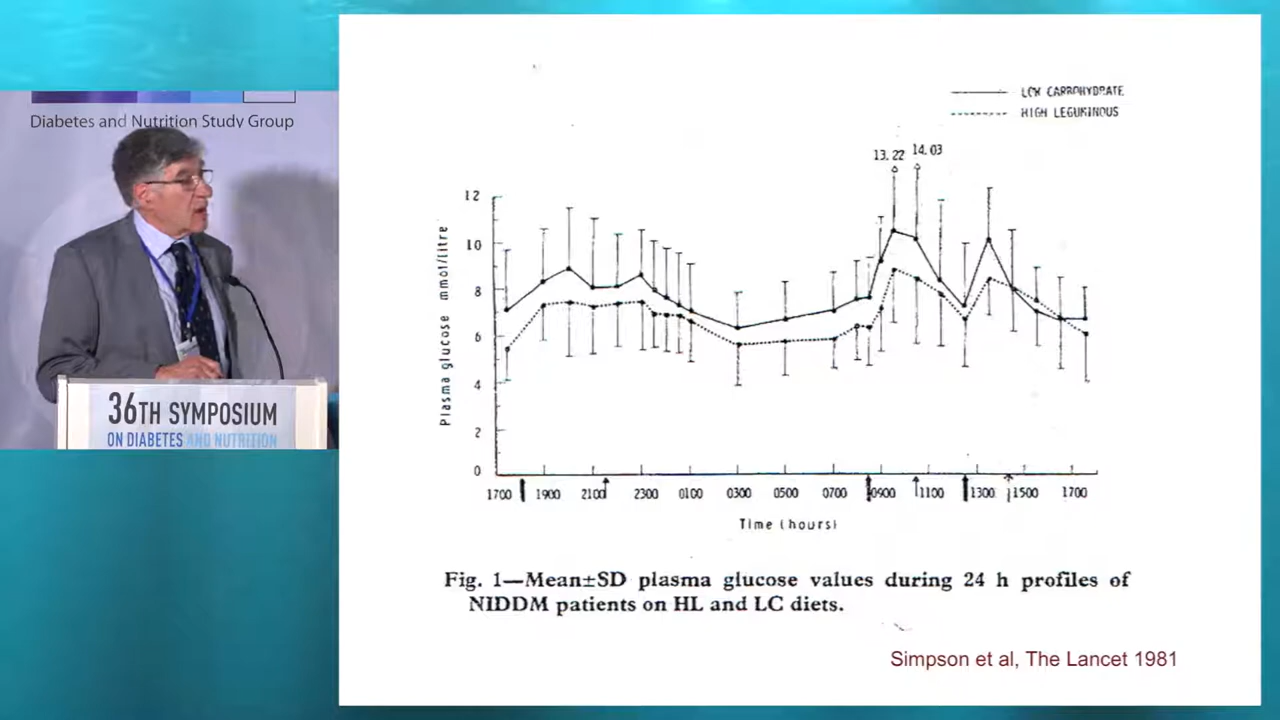 Diabetes and Nutrition Study Group
36TH SYMPOSIUM
ON DIABETES AND NUTRITION
LOW CARBOHYDRATE
HIGH LEGUMINOUS
13.22 14.03
12
10
8
6
4
2
0
Plasma glucose mmol/litre
1700 1900 2100 2300 0100 0300 0500 0700 0900 1100 1300 1500 1700
Time (hours)
Fig. 1—Mean±SD plasma glucose values during 24 h profiles of
NIDDM patients on HL and LC diets.
Simpson et al, The Lancet 1981